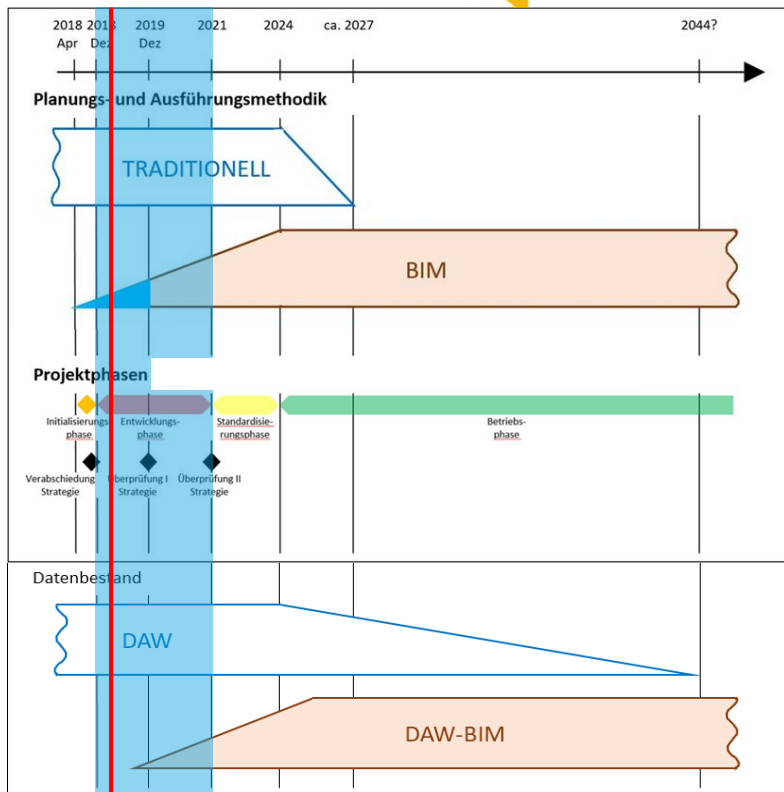 2018 2018 2019 2021 2024 ca. 2027 2044?
Apr Dez Dez
Planungs- und Ausführungsmethodik
TRADITIONELL
BIM
Projektphasen
Initialisierungs Entwicklungs- Standardisie- Betriebs-
phase phase rungsphase phase
Verabschiedung Überprüfung I Überprüfung II
Strategie Strategie Strategie
Datenbestand
DAW
DAW-BIM